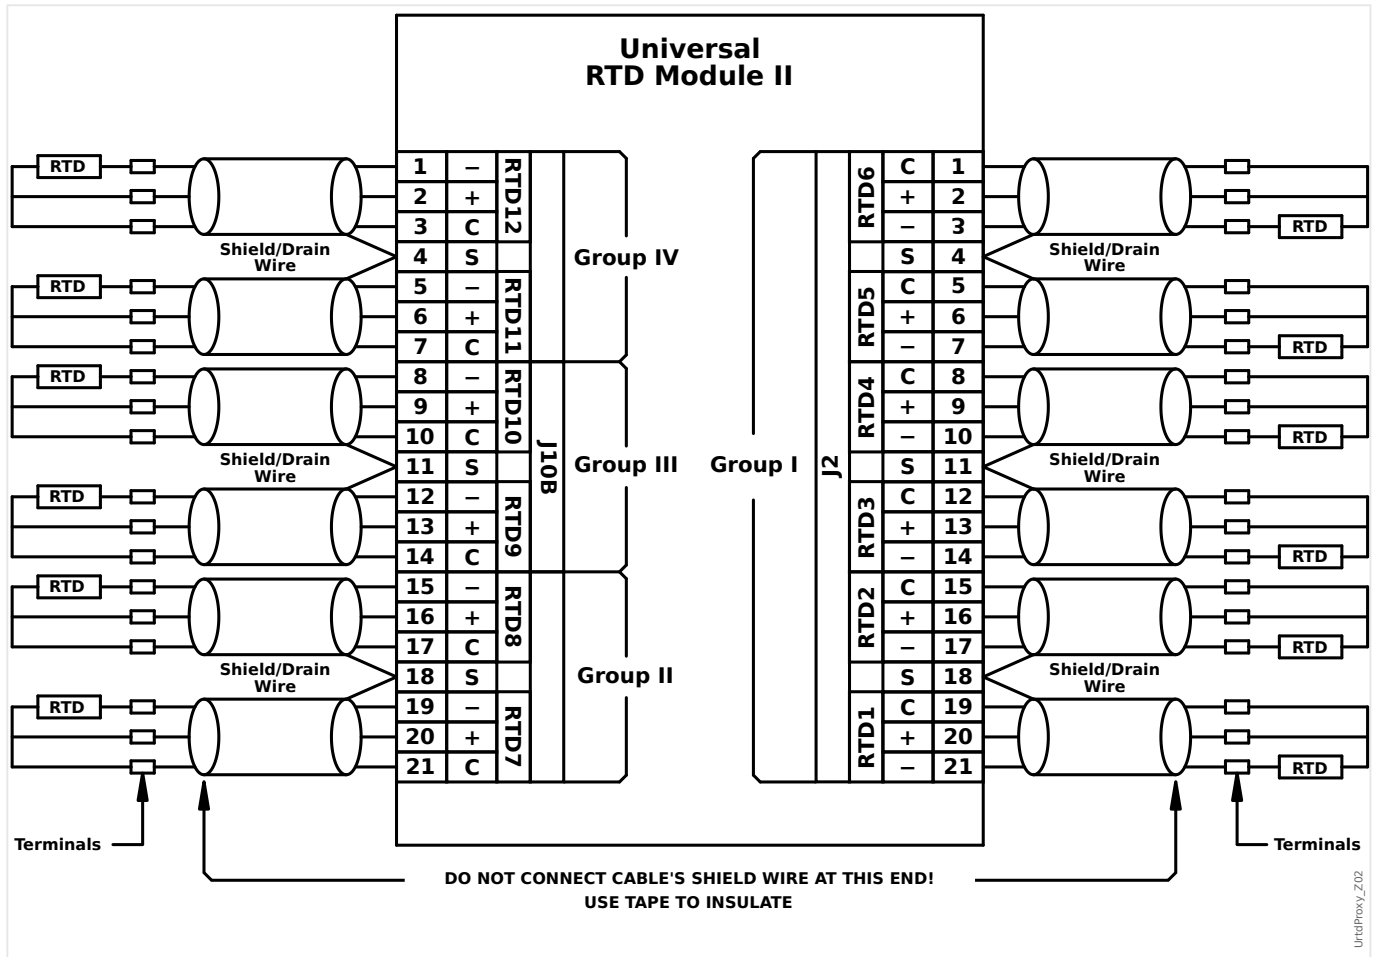 Universal
RTD Module II
RTD 1 − RTD12 RTD6 C 1
2 + + 2
3 C − 3 RTD
Shield/Drain
Wire
4 S Group IV S 4
Shield/Drain
Wire
RTD 5 − RTD11 RTD5 C 5
6 + + 6
7 C − 7 RTD
RTD 8 − RTD10 RTD4 C 8
9 + + 9
10 C − 10 RTD
Shield/Drain
Wire
11 S J10B Group III Group I J2 S 11
Shield/Drain
Wire
RTD 12 − RTD9 RTD3 C 12
13 + + 13
14 C − 14 RTD
RTD 15 − RTD8 RTD2 C 15
16 + + 16
17 C − 17 RTD
Shield/Drain
Wire
18 S Group II S 18
Shield/Drain
Wire
RTD 19 − RTD7 RTD1 C 19
20 + + 20
21 C − 21 RTD
Terminals
Terminals
DO NOT CONNECT CABLE'S SHIELD WIRE AT THIS END!
USE TAPE TO INSULATE
UrtdProxy_Z02